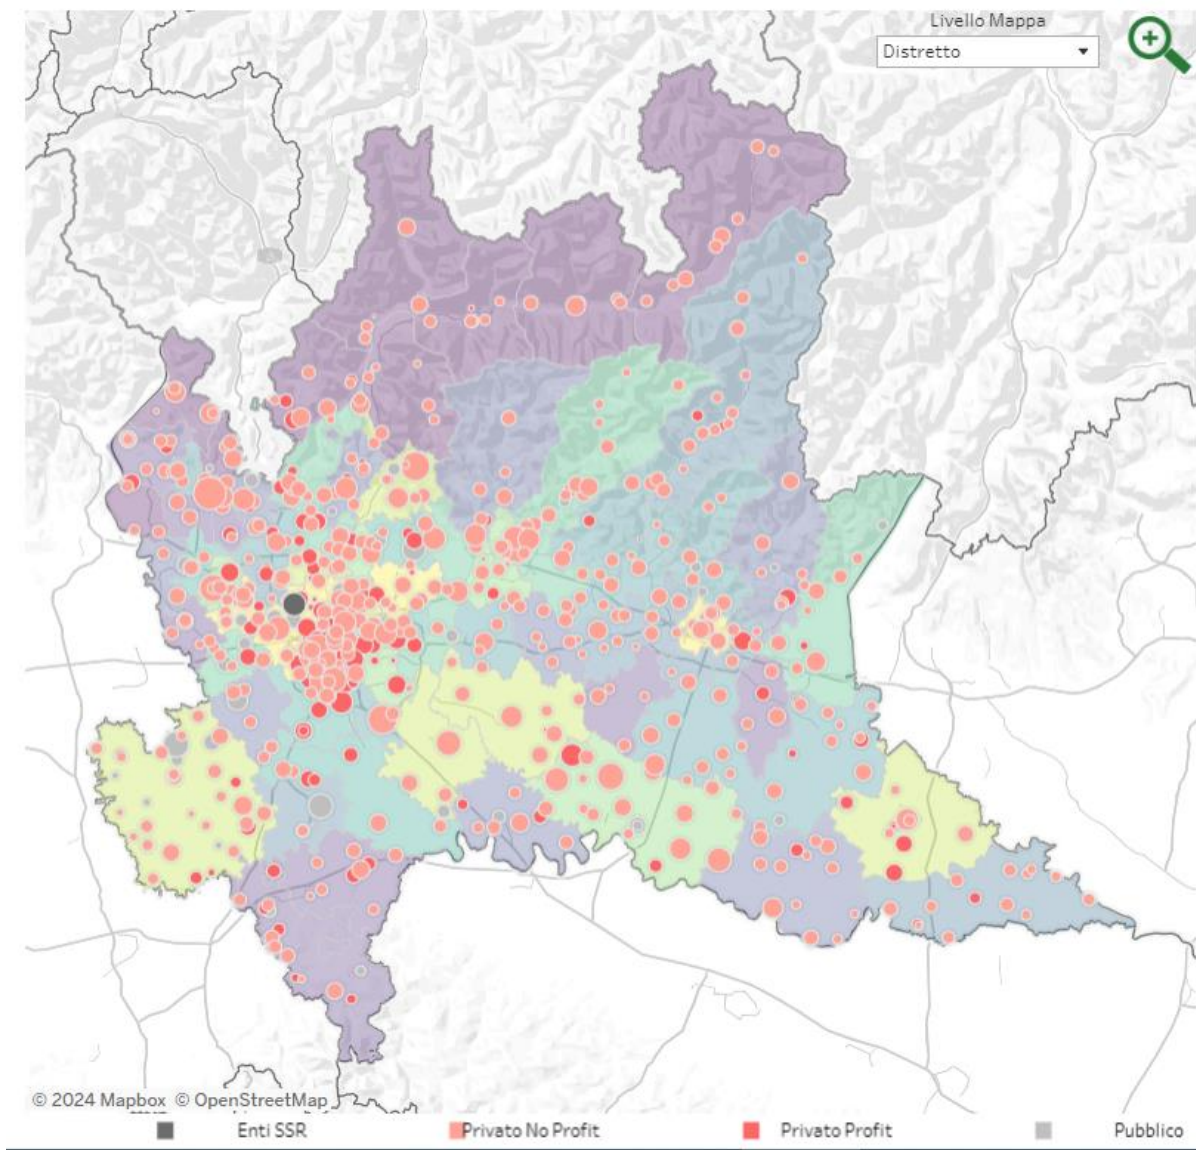 Livello Mappa
Distretto
© 2024 Mapbox © OpenStreetMap
Enti SSR
Privato No Profit
Privato Profit
Pubblico